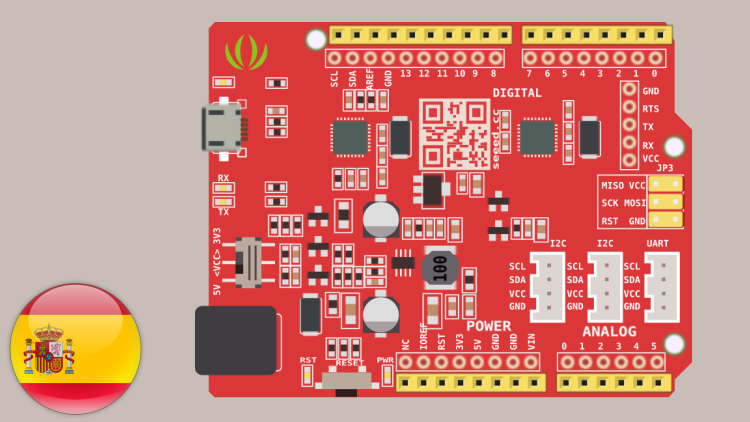 SCL SDA AREF GND 13 12 11 10 9 8
7 6 5 4 3 2 1 0
DIGITAL
GND
RTS
TX
RX
VCC
seeed.cc
JP3
MISO VCC
SCK MOSI
RST GND
RX
TX
5V <VCC> 3V3
I2C I2C UART
SCL SCL SCL
SDA SDA SDA
VCC VCC VCC
GND GND GND
100
POWER
ANALOG
NC IOREF RST 3V3 5V GND GND VIN
0 1 2 3 4 5
RST RESET PWR